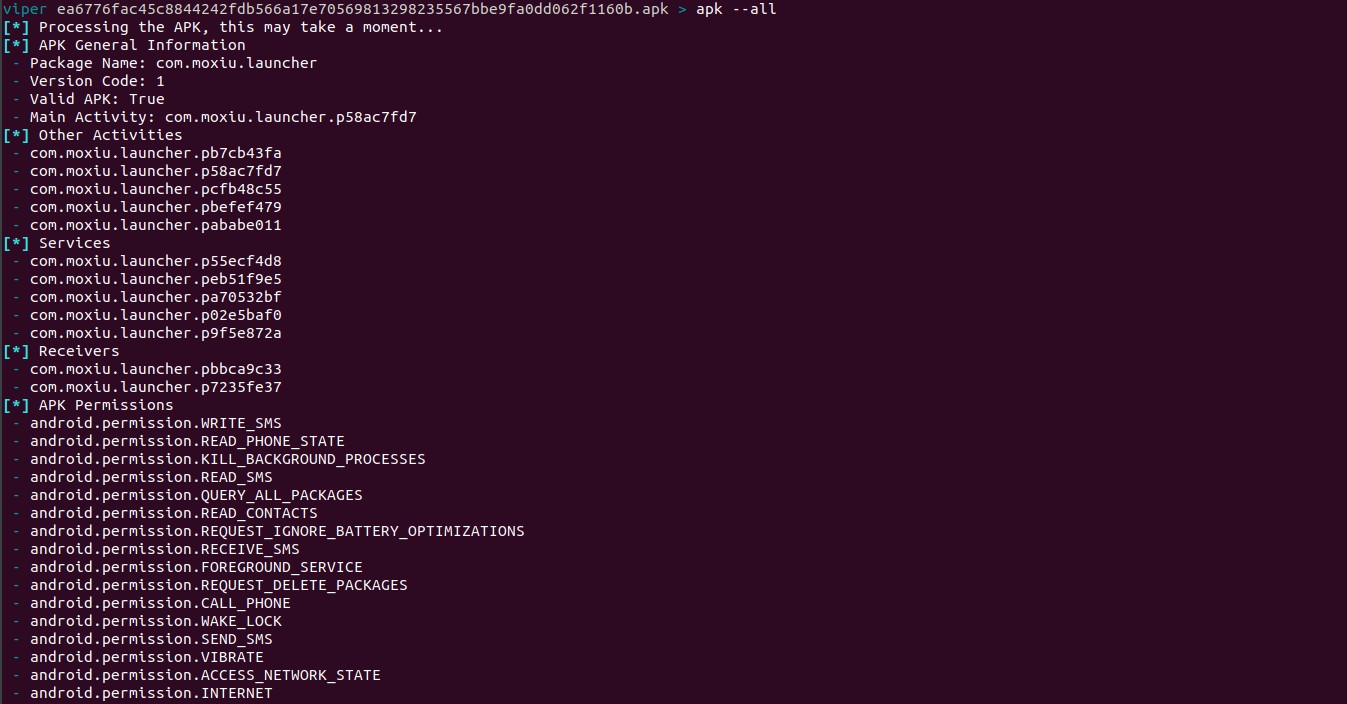 viper ea6776fac45c8844242fdb566a17e70569813298235567bbe9fa0dd062f1160b.apk > apk --all
[*] Processing the APK, this may take a moment...
[*] APK General Information
- Package Name: com.moxiu.launcher
- Version Code: 1
- Valid APK: True
- Main Activity: com.moxiu.launcher.p58ac7fd7
[*] Other Activities
- com.moxiu.launcher.pb7cb43fa
- com.moxiu.launcher.p58ac7fd7
- com.moxiu.launcher.pcfb48c55
- com.moxiu.launcher.pbefef479
- com.moxiu.launcher.pababe011
[*] Services
- com.moxiu.launcher.p55ecf4d8
- com.moxiu.launcher.peb51f9e5
- com.moxiu.launcher.pa70532bf
- com.moxiu.launcher.p02e5baf0
- com.moxiu.launcher.p9f5e872a
[*] Receivers
- com.moxiu.launcher.pbbca9c33
- com.moxiu.launcher.p7235fe37
[*] APK Permissions
- android.permission.WRITE_SMS
- android.permission.READ_PHONE_STATE
- android.permission.KILL_BACKGROUND_PROCESSES
- android.permission.READ_SMS
- android.permission.QUERY_ALL_PACKAGES
- android.permission.READ_CONTACTS
- android.permission.REQUEST_IGNORE_BATTERY_OPTIMIZATIONS
- android.permission.RECEIVE_SMS
- android.permission.FOREGROUND_SERVICE
- android.permission.REQUEST_DELETE_PACKAGES
- android.permission.CALL_PHONE
- android.permission.WAKE_LOCK
- android.permission.SEND_SMS
- android.permission.VIBRATE
- android.permission.ACCESS_NETWORK_STATE
- android.permission.INTERNET